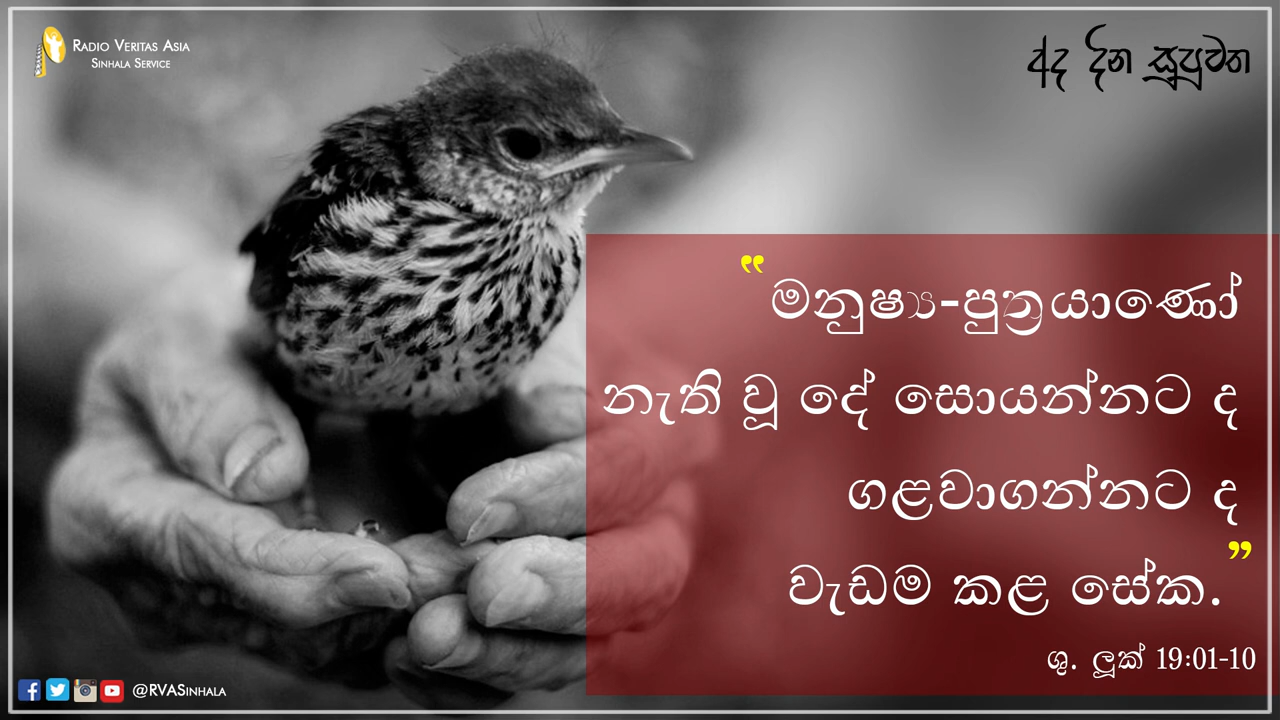 RADIO VERITAS ASIA
SINHALA SERVICE
අද දින සුපුවත
"මනුෂ්‍ය-පුත්‍රයාණෝ
නැති වූ දේ සොයන්නට ද
ගළවාගන්නට ද
වැඩම කළ සේක."
ශු. ලූක් 19:01-10
@RVASINHALA